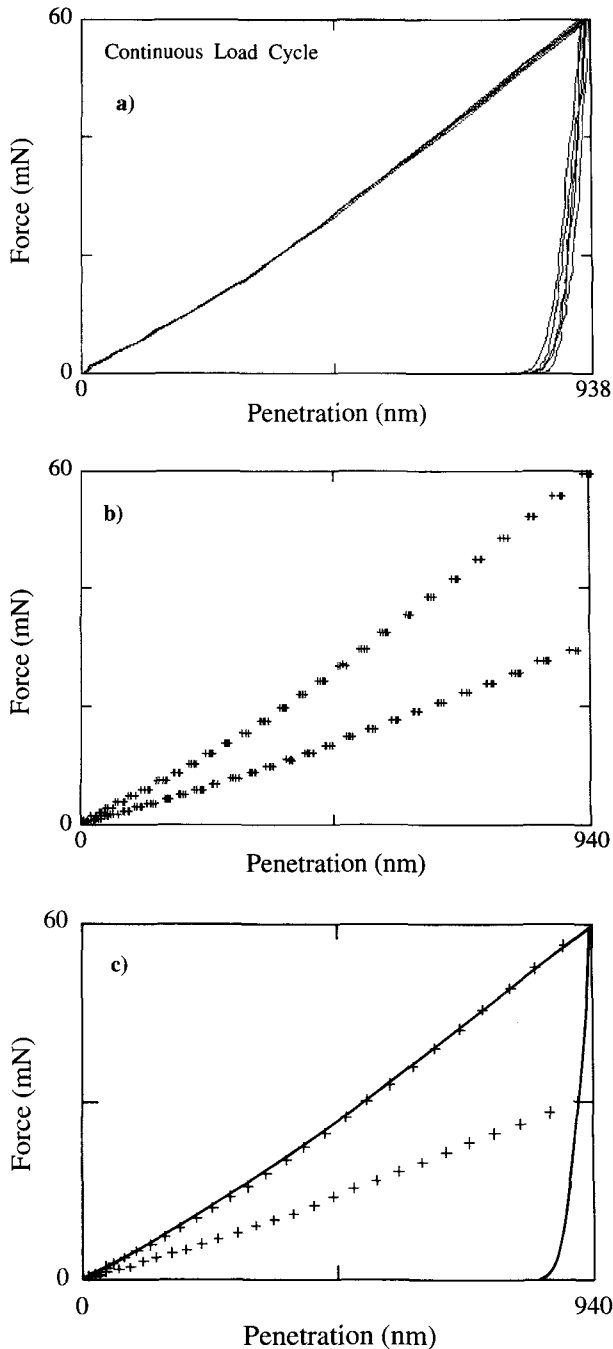 60
Continuous Load Cycle
a)
Force (mN)
0
0
938
Penetration (nm)
60
b)
Force (mN)
0
0
940
Penetration (nm)
60
c)
Force (mN)
0
0
940
Penetration (nm)